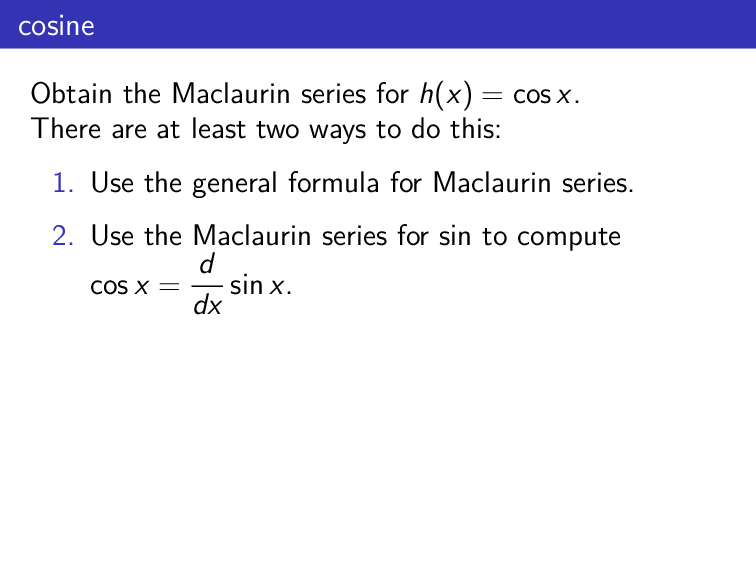 cosine
Obtain the Maclaurin series for h(x) = cos x.
There are at least two ways to do this:
1. Use the general formula for Maclaurin series.
2. Use the Maclaurin series for sin to compute
cos x = d/dx sin x.